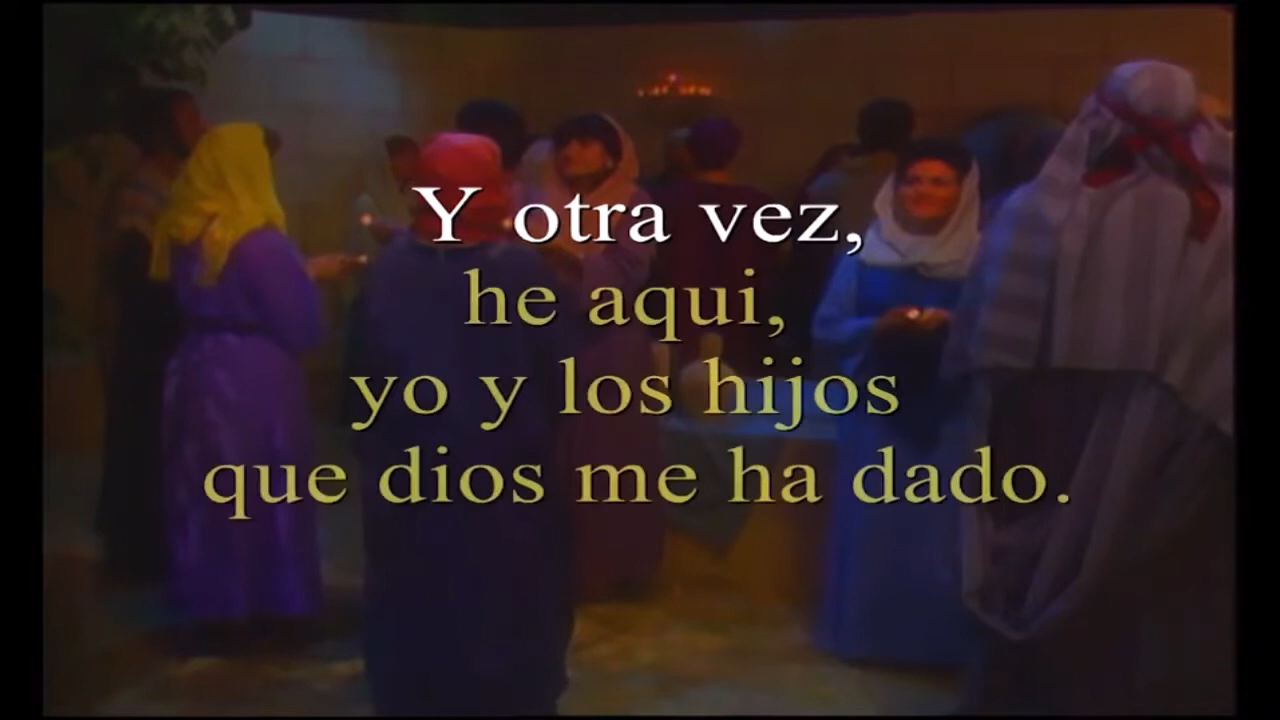 Y otra vez,
he aqui,
yo y los hijos
que dios me ha dado.